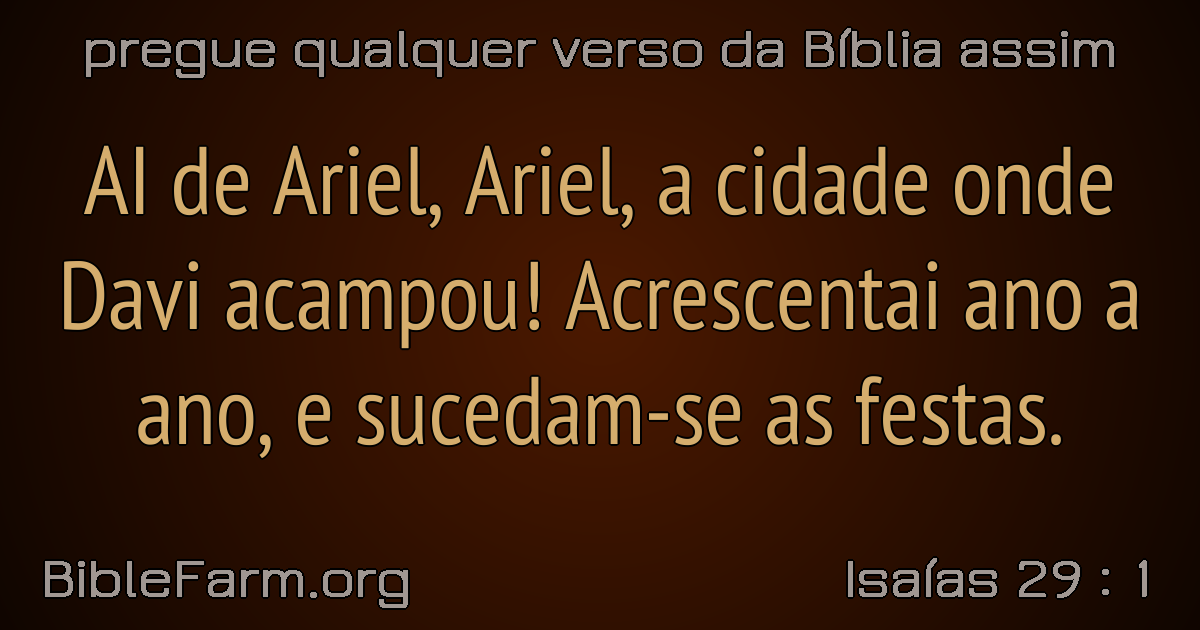 pregue qualquer verso da Bíblia assim
AI de Ariel, Ariel, a cidade onde
Davi acampou! Acrescentai ano a
ano, e sucedam-se as festas.
BibleFarm.org
Isaías 29 : 1